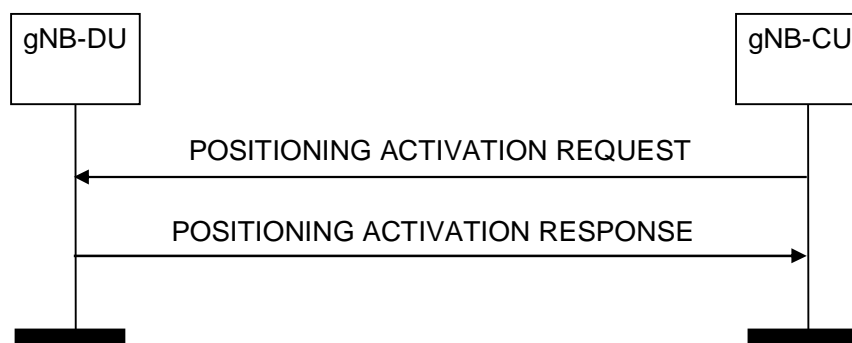 gNB-DU
gNB-CU
POSITIONING ACTIVATION REQUEST
POSITIONING ACTIVATION RESPONSE